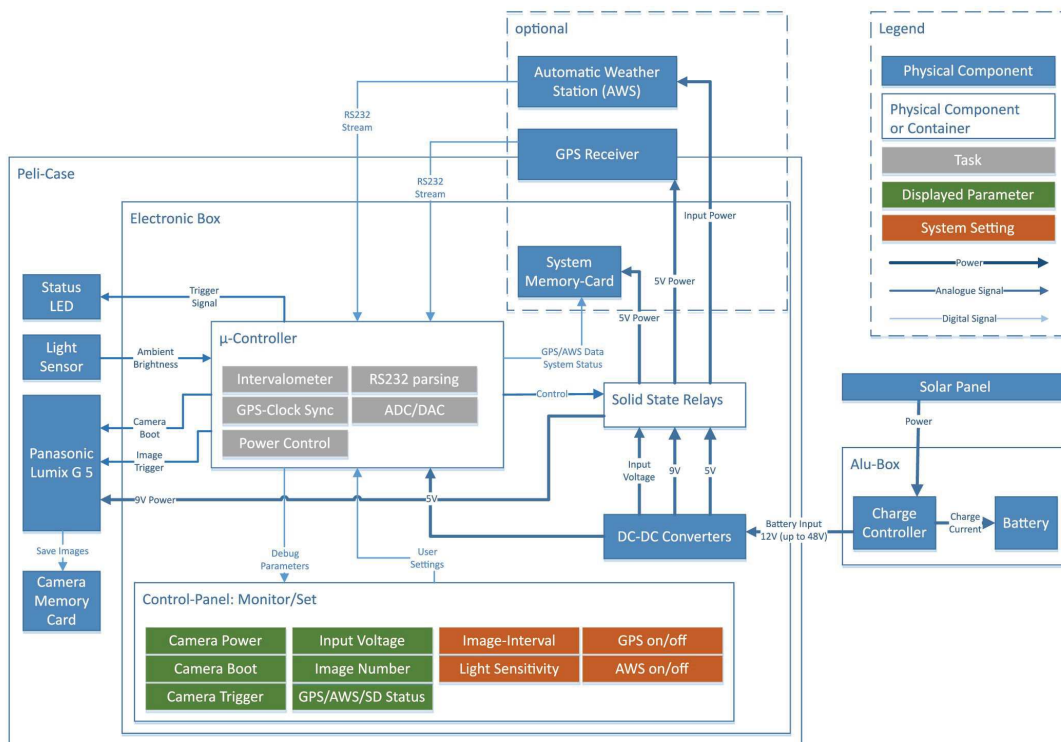 optional
Automatic Weather
Station (AWS)
RS232
Stream
GPS Receiver
RS232
Stream
Input Power
Peli-Case
Electronic Box
System
Memory-Card
5V Power
5V Power
Status
LED
Trigger
Signal
Light
Sensor
Ambient
Brightness
µ-Controller
Intervalometer
RS232 parsing
GPS-Clock Sync
ADC/DAC
Power Control
GPS/AWS Data
System Status
Control
Solid State Relays
Camera
Boot
Image
Trigger
Panasonic
Lumix G 5
9V Power
5V
Input
Voltage
9V
5V
DC-DC Converters
Save Images
Camera
Memory
Card
Debug
Parameters
User
Settings
Control-Panel: Monitor/Set
Camera Power
Input Voltage
Image-Interval
GPS on/off
Camera Boot
Image Number
Light Sensitivity
AWS on/off
Camera Trigger
GPS/AWS/SD Status
Legend
Physical Component
Physical Component
or Container
Task
Displayed Parameter
System Setting
Power
Analogue Signal
Digital Signal
Solar Panel
Power
Alu-Box
Charge
Controller
Charge
Current
Battery
Battery Input
12V (up to 48V)